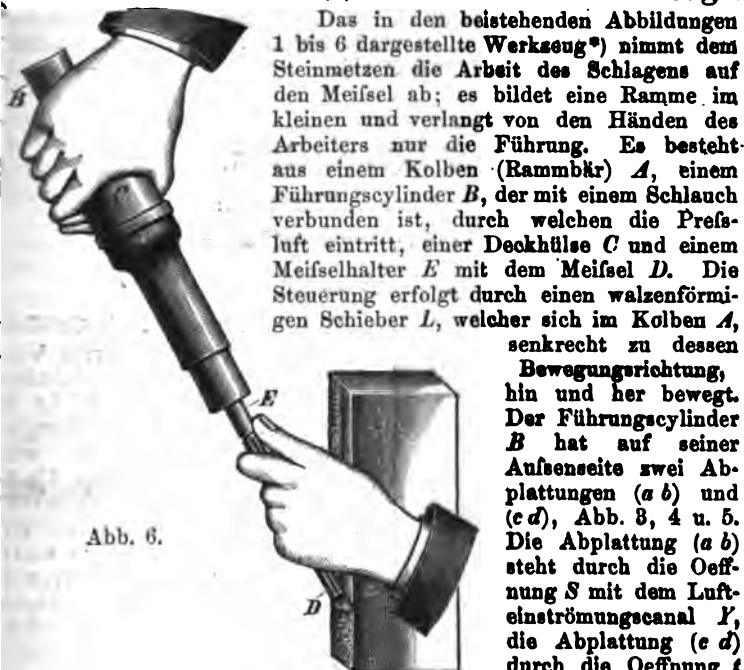 Das in den beistehenden Abbildungen
1 bis 6 dargestellte Werkzeug*) nimmt dem
Steinmetzen die Arbeit des Schlagens auf
den Meifsel ab; es bildet eine Ramme im
kleinen und verlangt von den Händen des
Arbeiters nur die Führung. Es besteht
aus einem Kolben (Rammbär) A, einem
Führungscylinder B, der mit einem Schlauch
verbunden ist, durch welchen die Prefs-
luft eintritt, einer Deckhülse C und einem
Meifselhalter E mit dem Meifsel D. Die
Steuerung erfolgt durch einen walzenförmi-
gen Schieber L, welcher sich im Kolben A,
senkrecht zu dessen
Bewegungsrichtung,
hin und her bewegt.
Der Führungscylinder
B hat auf seiner
Aufsenseite zwei Ab-
plattungen (a b) und
(c d), Abb. 3, 4 u. 5.
Die Abplattung (a b)
steht durch die Oeff-
nung S mit dem Luft-
einströmungscanal Y,
die Abplattung (c d)
durch die Oeffnung
B
C
E
D
Abb. 6.